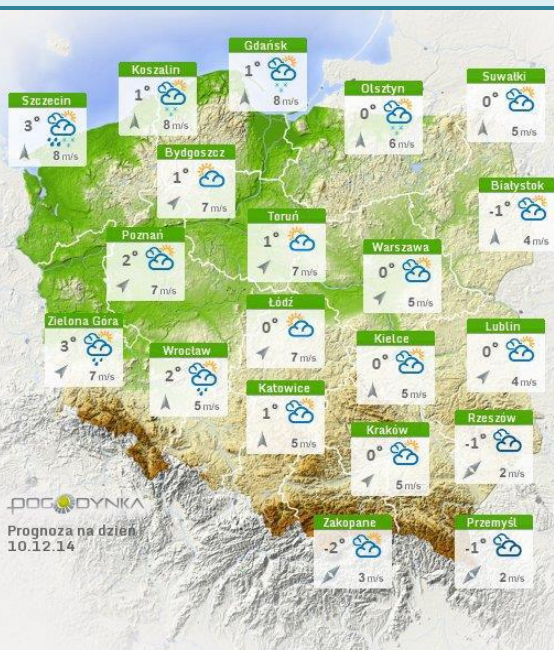 Gdańsk
1°
8 m/s
Koszalin
1°
8 m/s
Suwałki
0°
5 m/s
Olsztyn
0°
6 m/s
Szczecin
3°
8 m/s
Bydgoszcz
1°
7 m/s
Białystok
-1°
4 m/s
Toruń
1°
7 m/s
Poznań
2°
7 m/s
Warszawa
0°
5 m/s
Łódź
0°
7 m/s
Zielona Góra
3°
7 m/s
Lublin
0°
4 m/s
Kielce
0°
5 m/s
Wrocław
2°
5 m/s
Katowice
1°
5 m/s
Rzeszów
-1°
2 m/s
Kraków
0°
5 m/s
POGODYNKA
Prognoza na dzień
10.12.14
Zakopane
-2°
3 m/s
Przemyśl
-1°
2 m/s